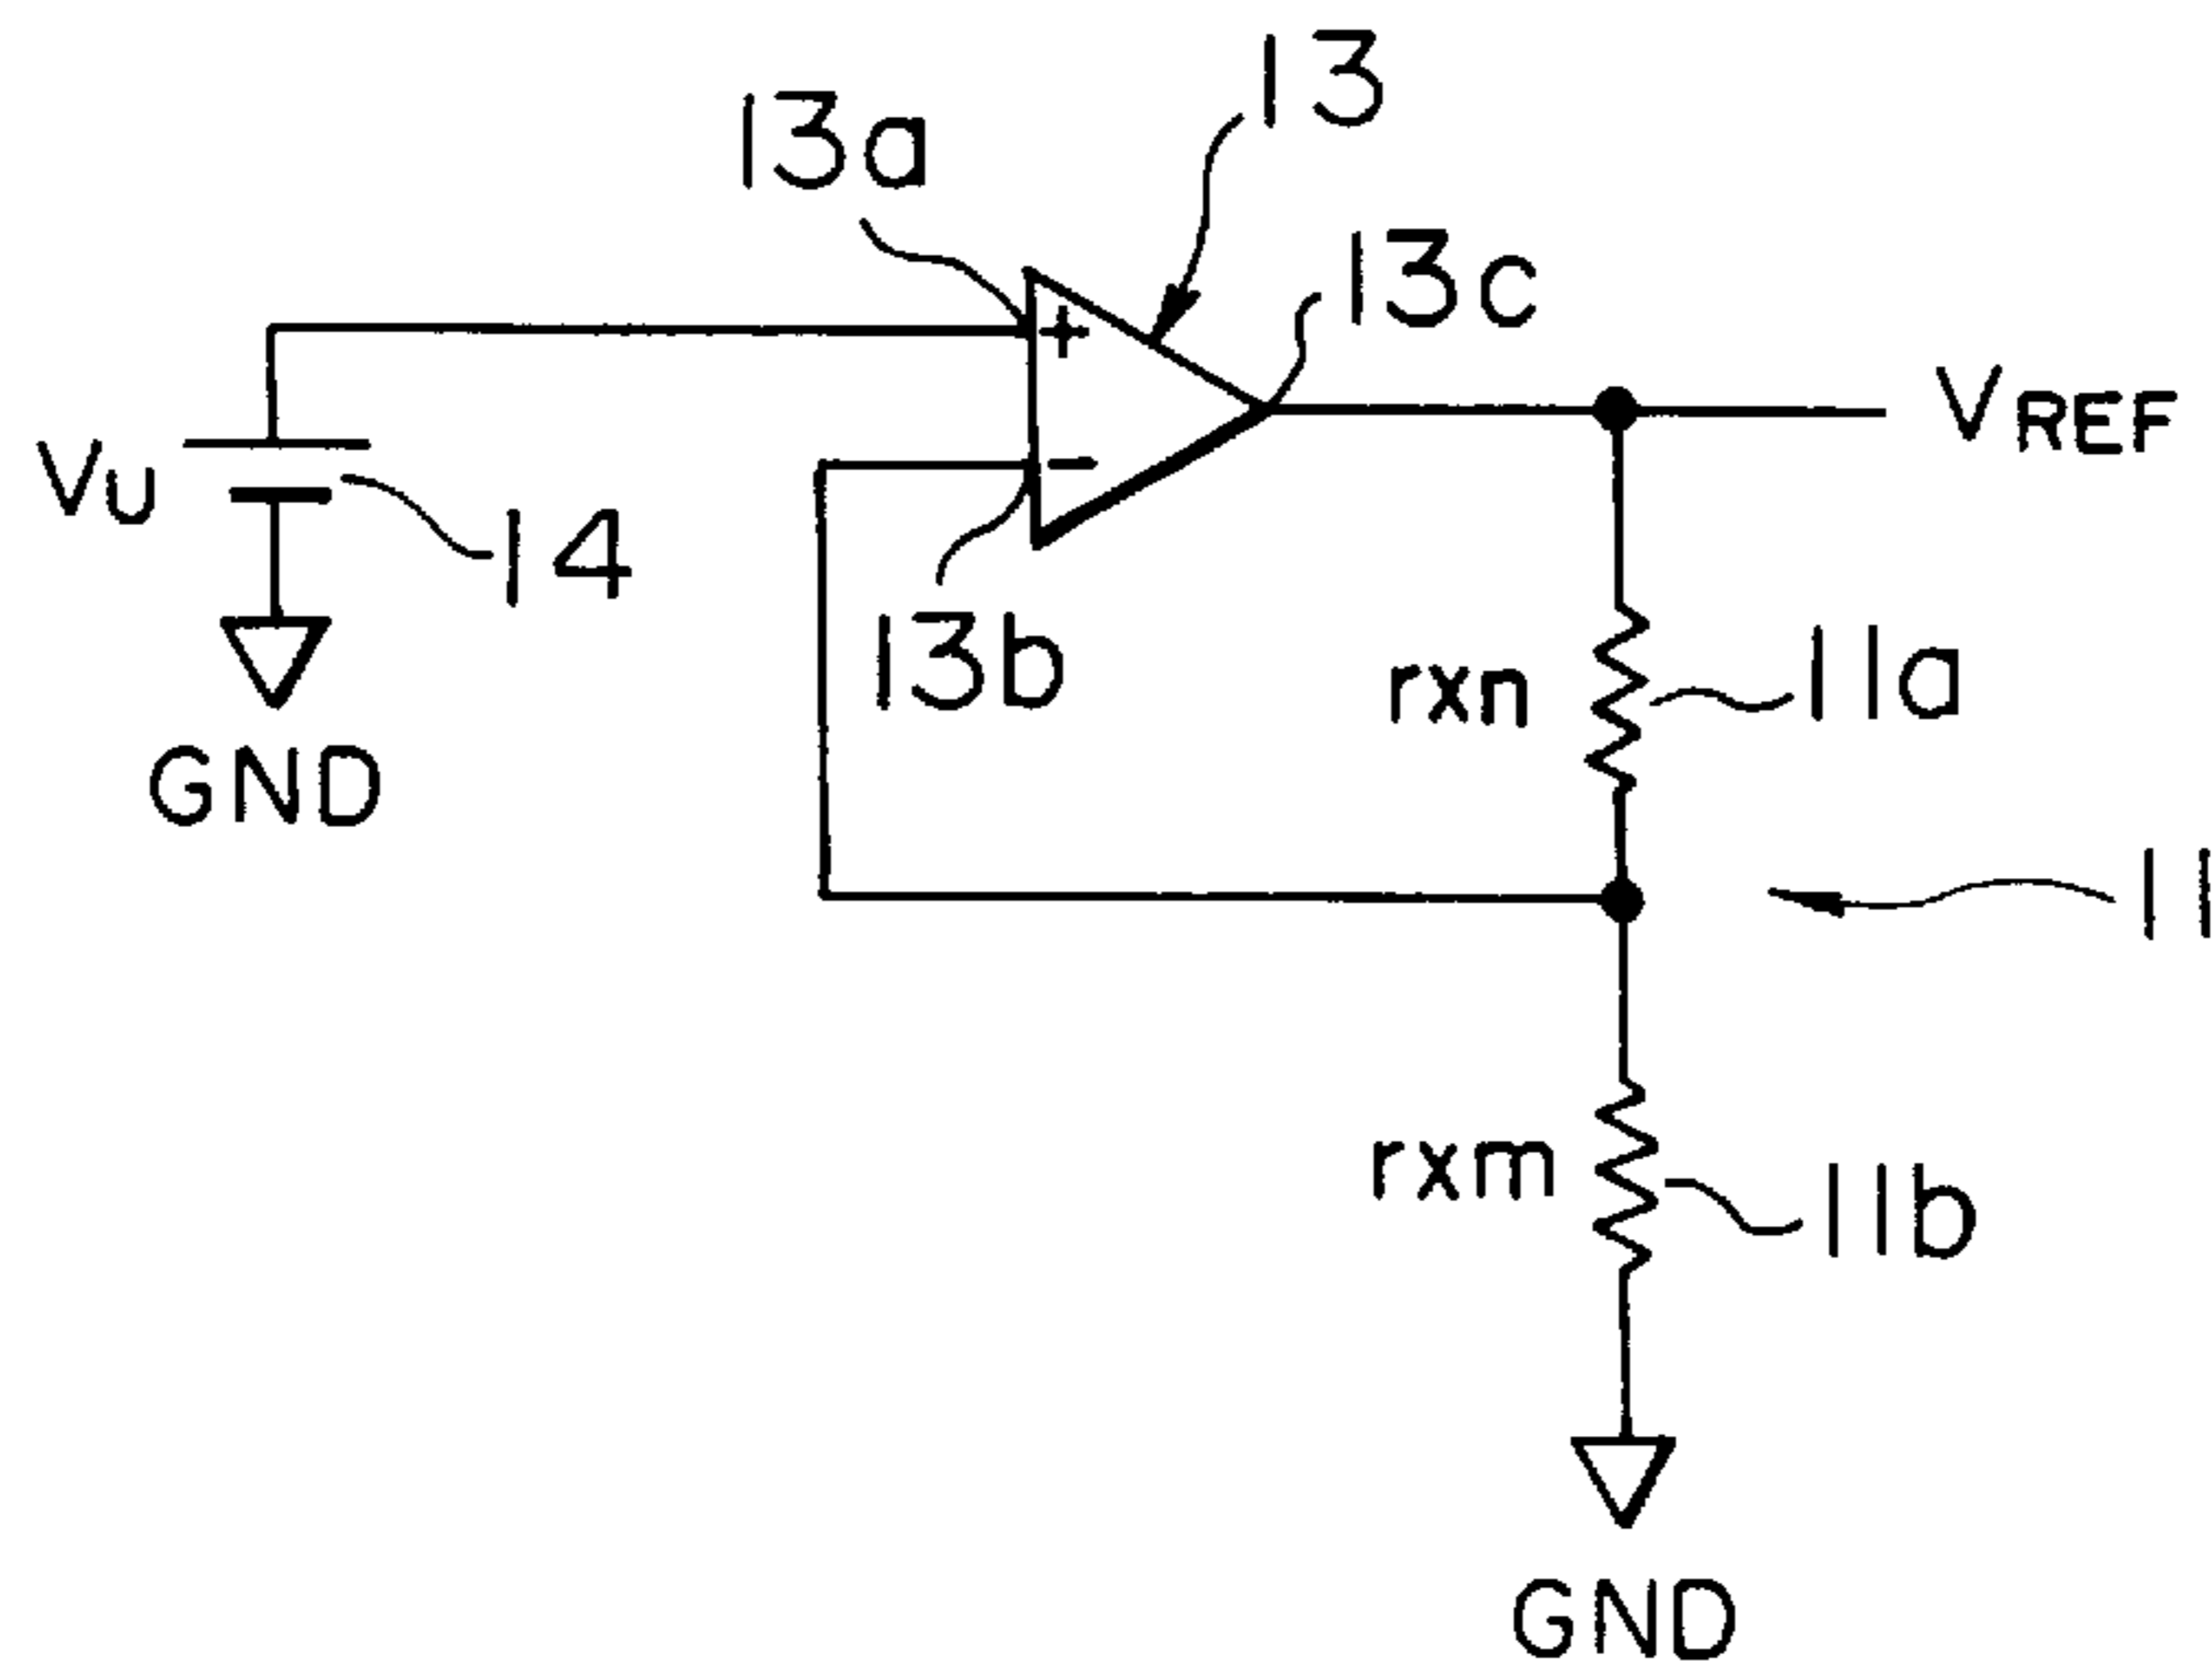 13
13a
13c
+
VREF
VU
−
14
13b
rxn
11a
GND
11
rxm
11b
GND